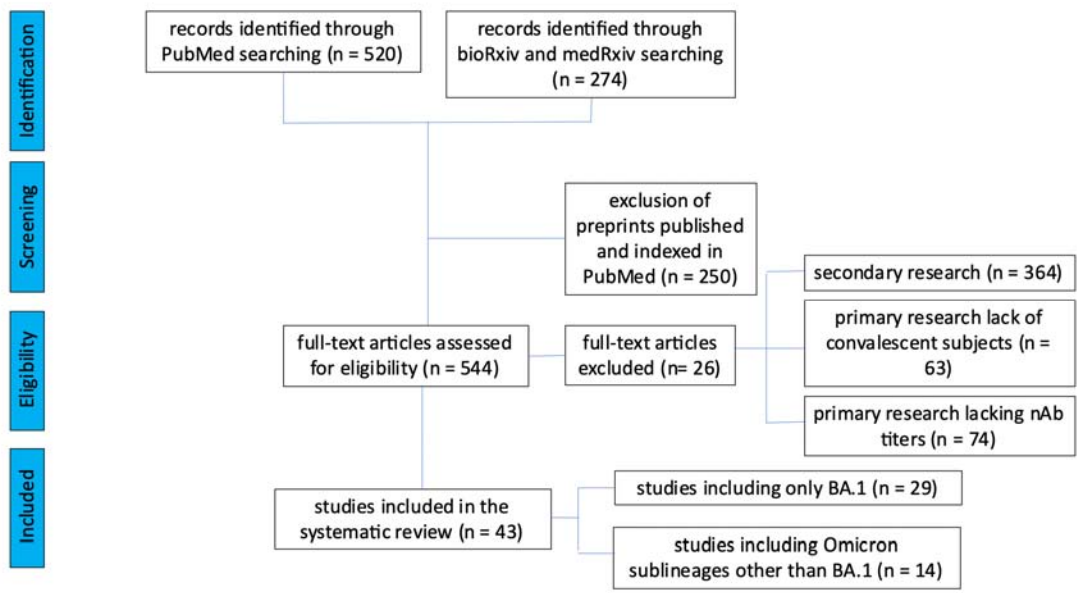 Identification
records identified through
PubMed searching (n = 520)
records identified through
bioRxiv and medRxiv searching
(n = 274)
Screening
exclusion of
preprints published
and indexed in
PubMed (n = 250)
Eligibility
full-text articles assessed
for eligibility (n = 544)
full-text articles
excluded (n= 26)
secondary research (n = 364)
primary research lack of
convalescent subjects (n =
63)
primary research lacking nAb
titers (n = 74)
Included
studies included in the
systematic review (n = 43)
studies including only BA.1 (n = 29)
studies including Omicron
sublineages other than BA.1 (n = 14)